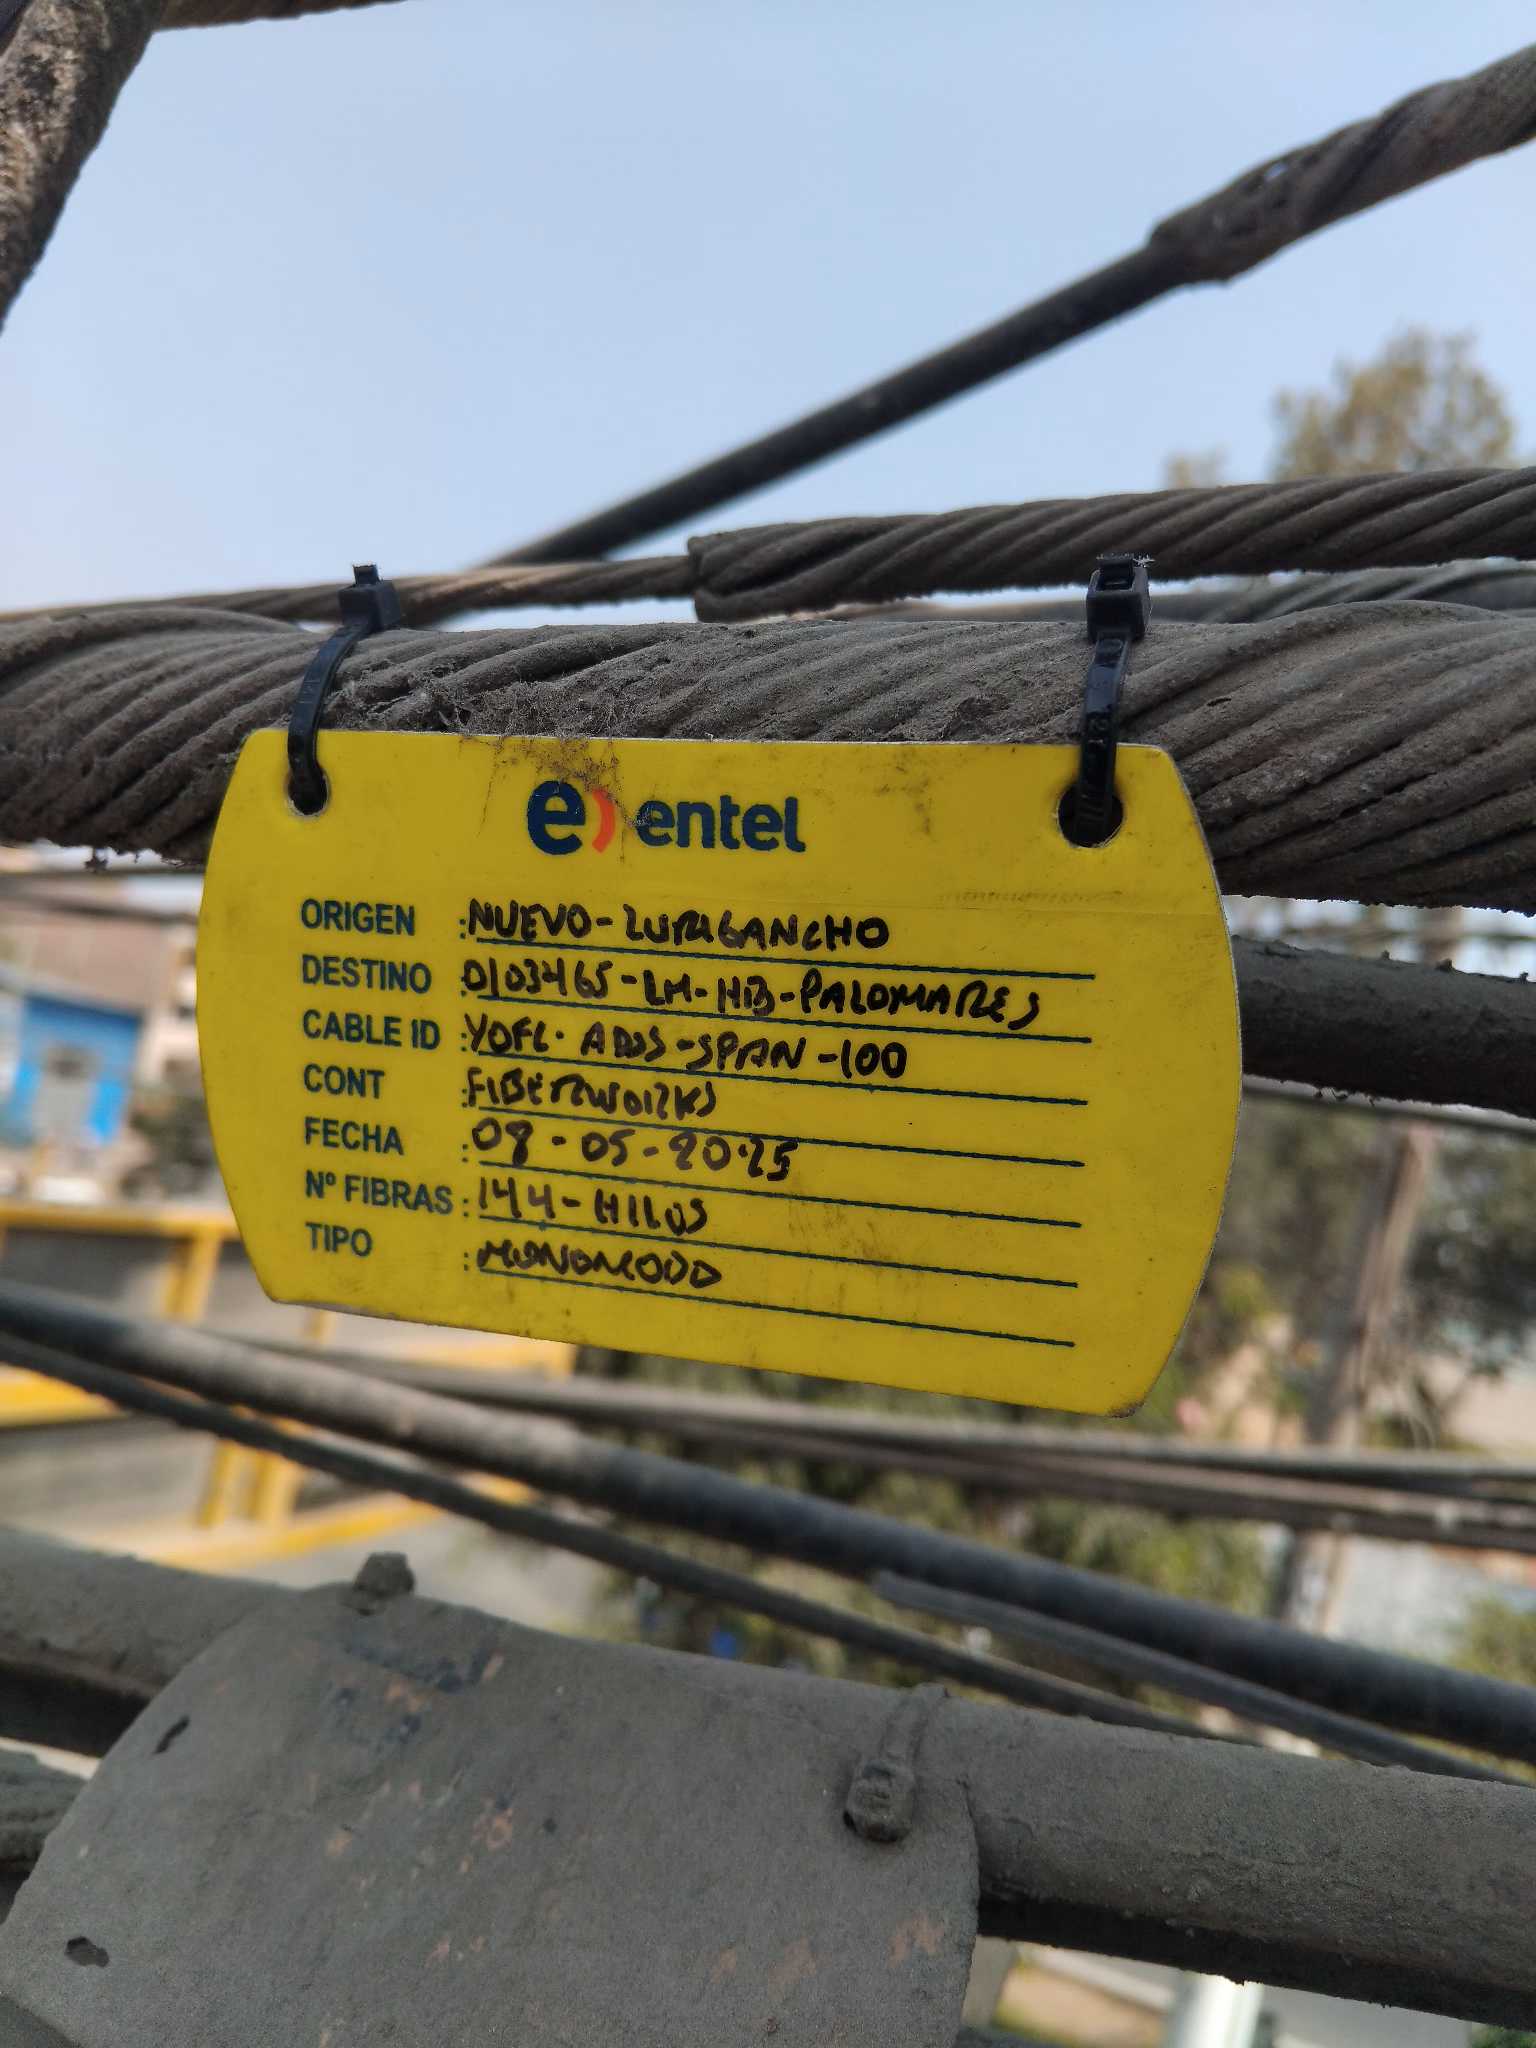 e) entel
ORIGEN : NUEVO-LURIGANCHO
DESTINO : 0103465-LM-HB-PALOMARES
CABLE ID : YOFC. ADSS-SPAN-100
CONT : FIBERWORKS
FECHA : 08-05-2025
Nº FIBRAS : 144-HILOS
TIPO : MONOMODO